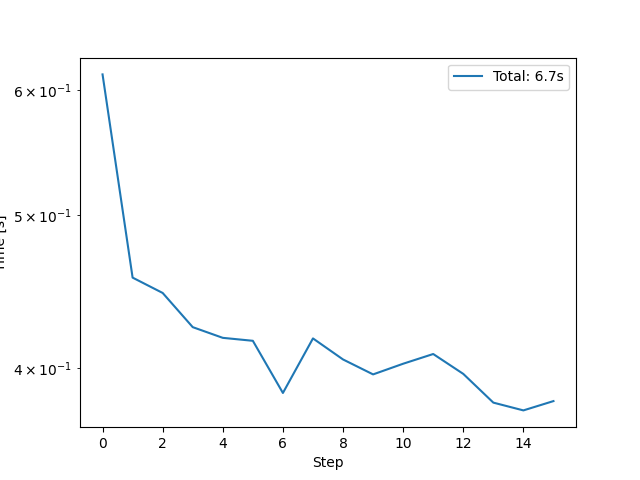 Total: 6.7s
6 × 10⁻¹
5 × 10⁻¹
Time [s]
4 × 10⁻¹
0 2 4 6 8 10 12 14
Step